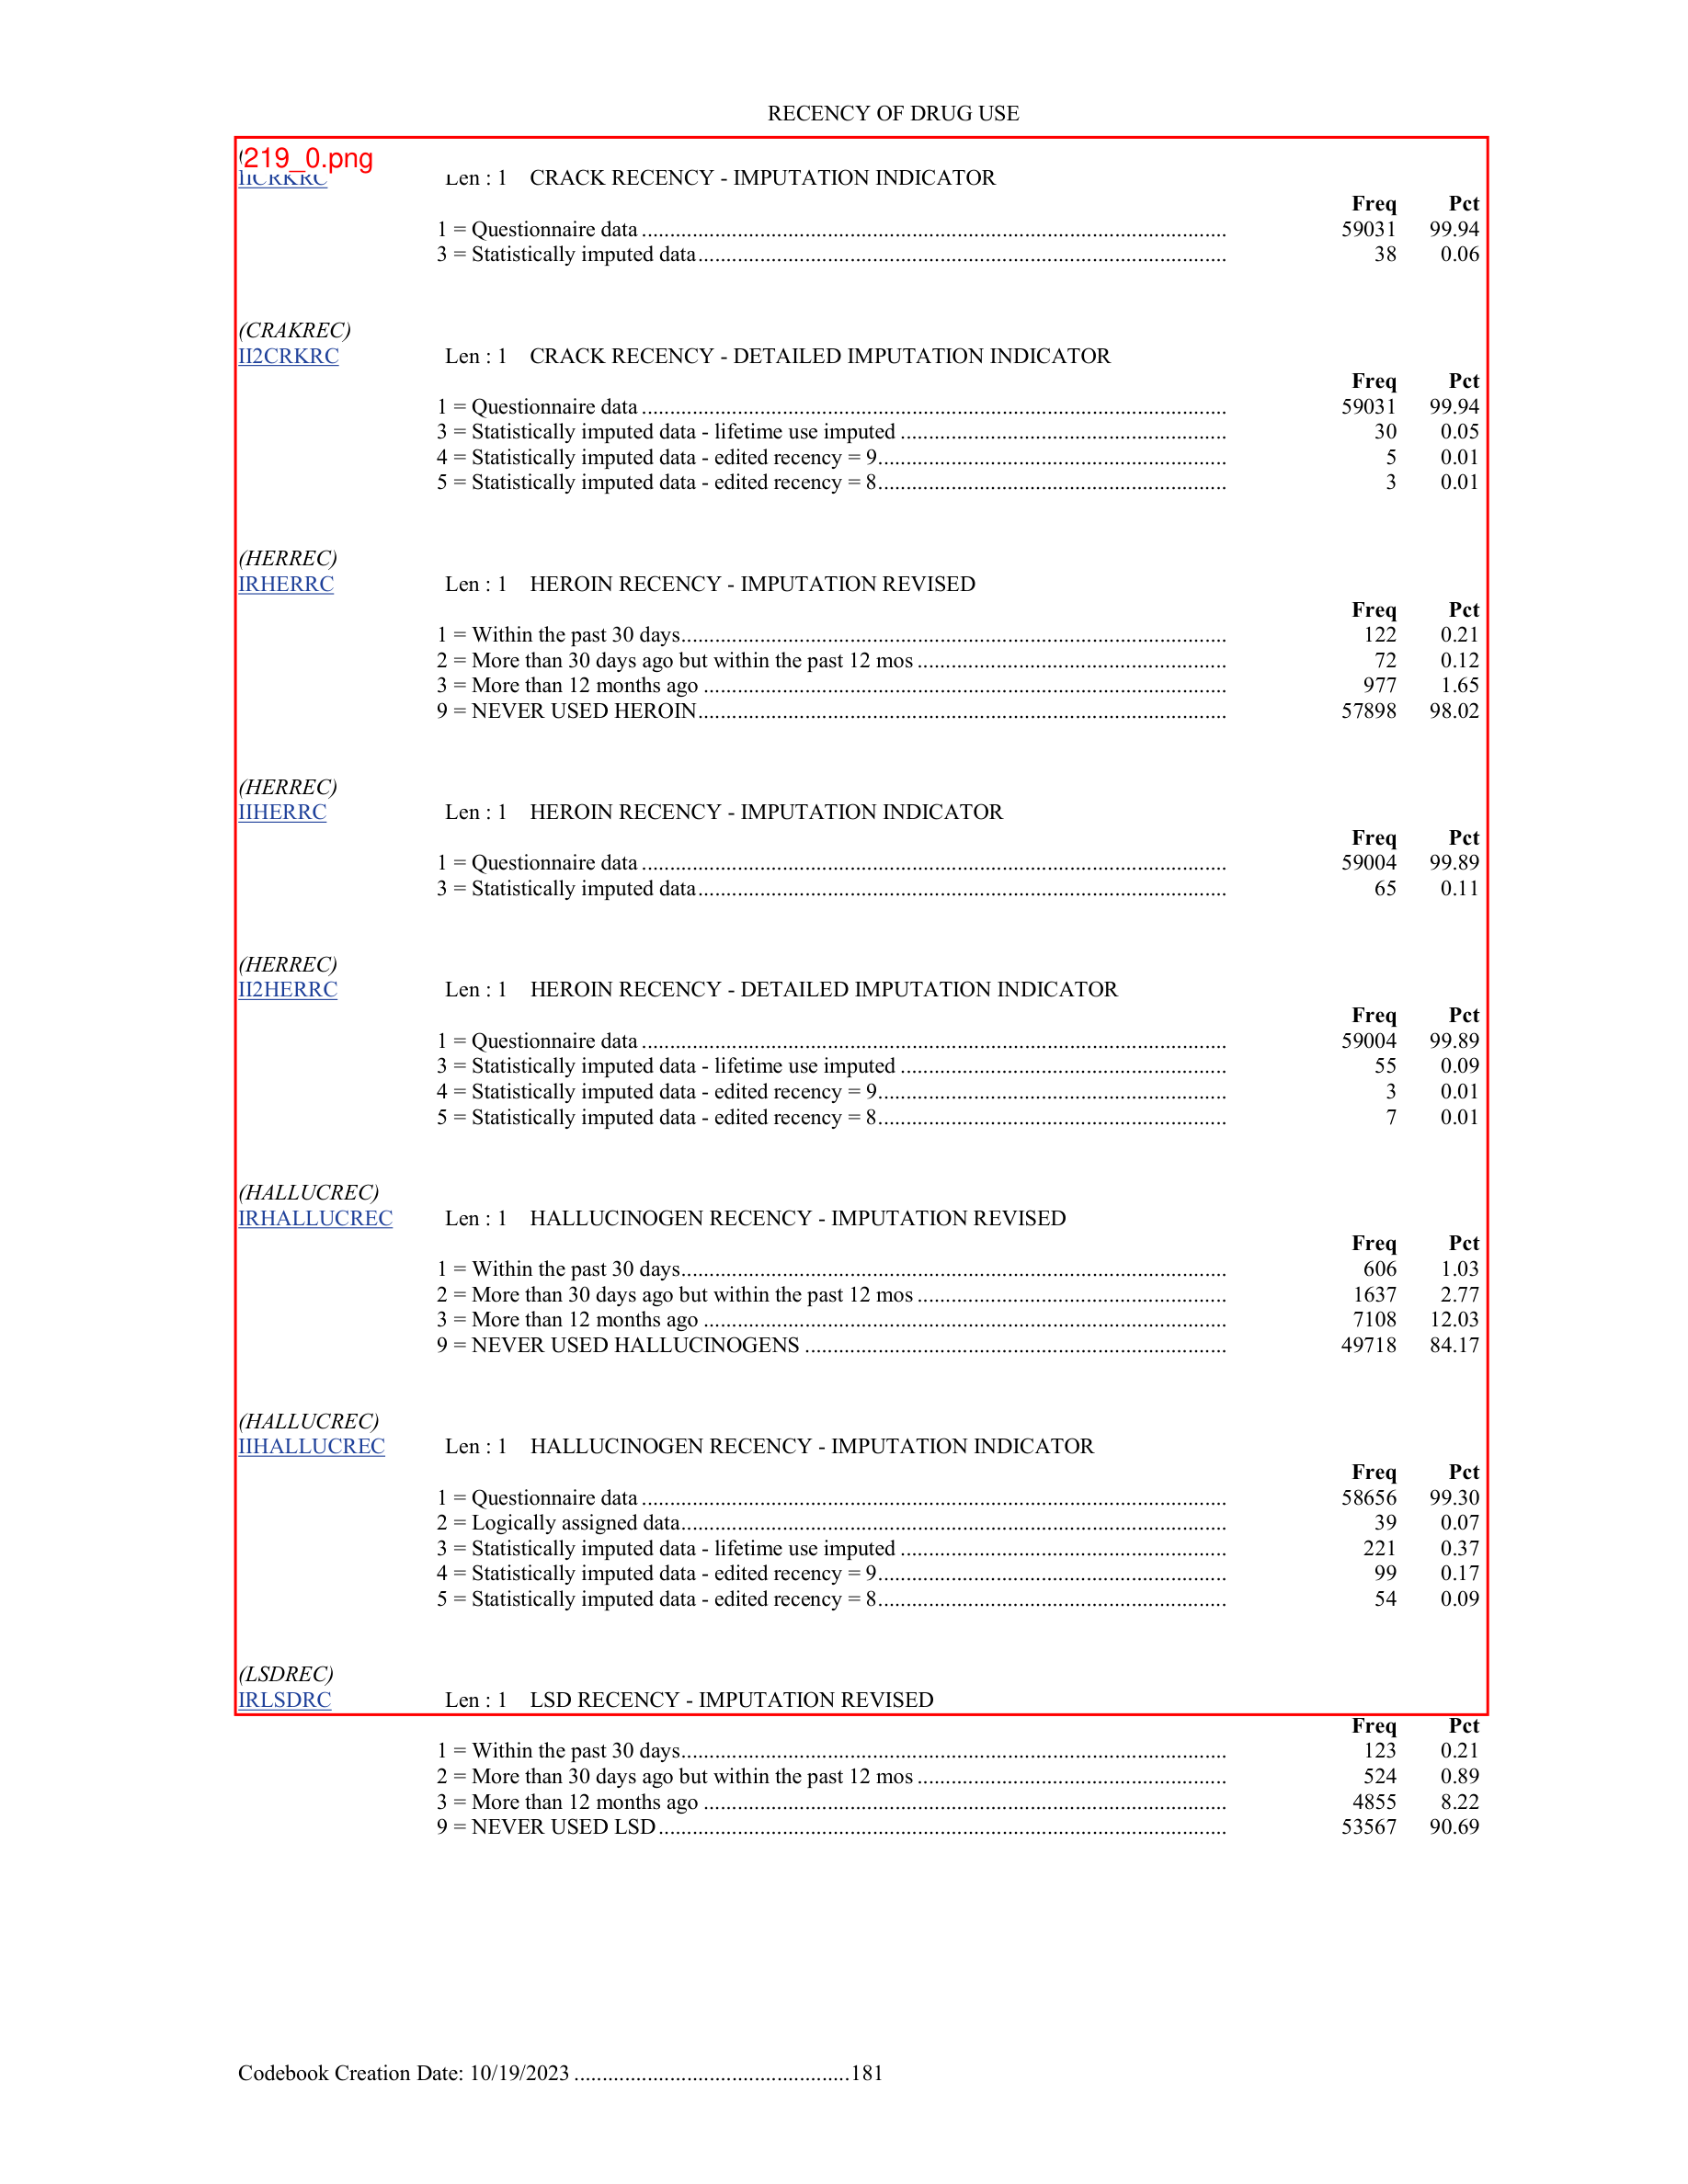 RECENCY OF DRUG USE
219_0.png
IICRKRC Len : 1 CRACK RECENCY - IMPUTATION INDICATOR
Freq Pct
1 = Questionnaire data ........ 59031 99.94
3 = Statistically imputed data ........ 38 0.06
(CRAKREC)
II2CRKRC Len : 1 CRACK RECENCY - DETAILED IMPUTATION INDICATOR
Freq Pct
1 = Questionnaire data ........ 59031 99.94
3 = Statistically imputed data - lifetime use imputed ........ 30 0.05
4 = Statistically imputed data - edited recency = 9 ........ 5 0.01
5 = Statistically imputed data - edited recency = 8 ........ 3 0.01
(HERREC)
IRHERRC Len : 1 HEROIN RECENCY - IMPUTATION REVISED
Freq Pct
1 = Within the past 30 days ........ 122 0.21
2 = More than 30 days ago but within the past 12 mos ........ 72 0.12
3 = More than 12 months ago ........ 977 1.65
9 = NEVER USED HEROIN ........ 57898 98.02
(HERREC)
IIHERRC Len : 1 HEROIN RECENCY - IMPUTATION INDICATOR
Freq Pct
1 = Questionnaire data ........ 59004 99.89
3 = Statistically imputed data ........ 65 0.11
(HERREC)
II2HERRC Len : 1 HEROIN RECENCY - DETAILED IMPUTATION INDICATOR
Freq Pct
1 = Questionnaire data ........ 59004 99.89
3 = Statistically imputed data - lifetime use imputed ........ 55 0.09
4 = Statistically imputed data - edited recency = 9 ........ 3 0.01
5 = Statistically imputed data - edited recency = 8 ........ 7 0.01
(HALLUCREC)
IRHALLUCREC Len : 1 HALLUCINOGEN RECENCY - IMPUTATION REVISED
Freq Pct
1 = Within the past 30 days ........ 606 1.03
2 = More than 30 days ago but within the past 12 mos ........ 1637 2.77
3 = More than 12 months ago ........ 7108 12.03
9 = NEVER USED HALLUCINOGENS ........ 49718 84.17
(HALLUCREC)
IIHALLUCREC Len : 1 HALLUCINOGEN RECENCY - IMPUTATION INDICATOR
Freq Pct
1 = Questionnaire data ........ 58656 99.30
2 = Logically assigned data ........ 39 0.07
3 = Statistically imputed data - lifetime use imputed ........ 221 0.37
4 = Statistically imputed data - edited recency = 9 ........ 99 0.17
5 = Statistically imputed data - edited recency = 8 ........ 54 0.09
(LSDREC)
IRLSDRC Len : 1 LSD RECENCY - IMPUTATION REVISED
Freq Pct
1 = Within the past 30 days ........ 123 0.21
2 = More than 30 days ago but within the past 12 mos ........ 524 0.89
3 = More than 12 months ago ........ 4855 8.22
9 = NEVER USED LSD ........ 53567 90.69
Codebook Creation Date: 10/19/2023 ........ 181